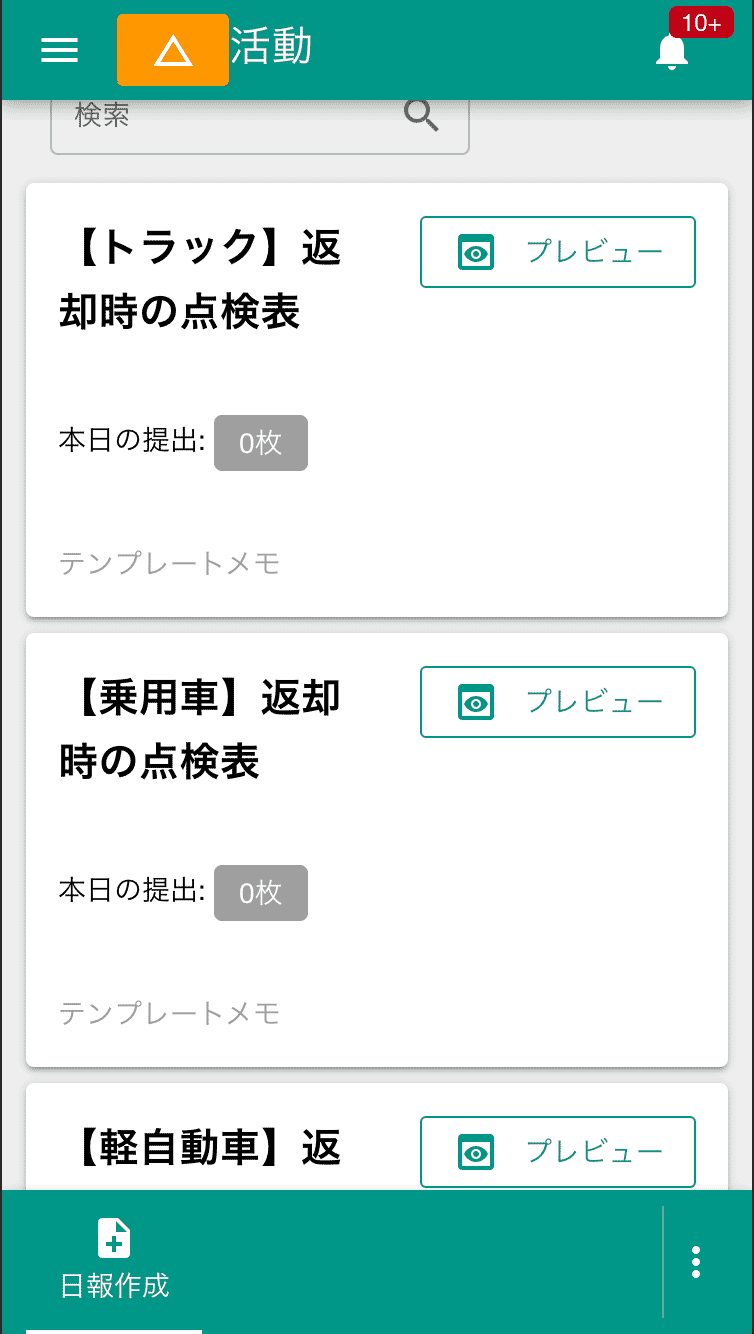 活動
10+
検索
【トラック】返
却時の点検表
プレビュー
本日の提出: 0枚
テンプレートメモ
【乗用車】返却
時の点検表
プレビュー
本日の提出: 0枚
テンプレートメモ
【軽自動車】返
プレビュー
日報作成